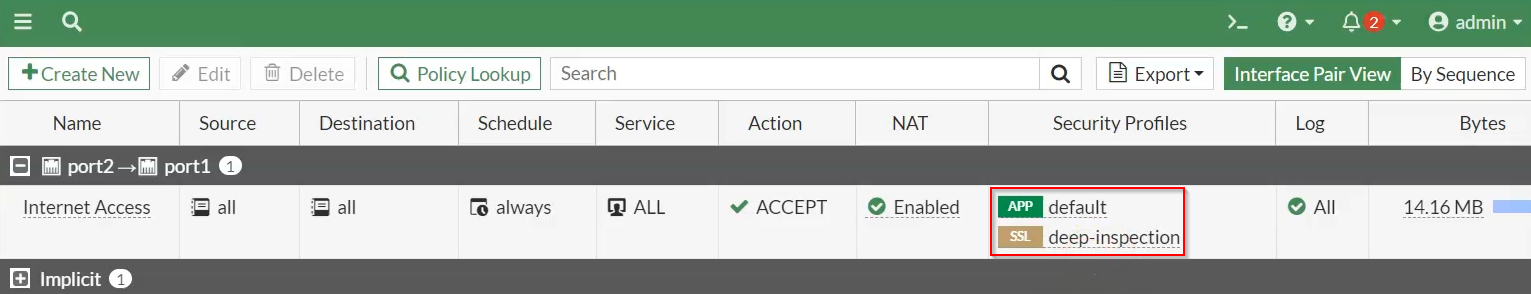 2 admin
Create New Edit Delete Policy Lookup Search Export Interface Pair View By Sequence
Name Source Destination Schedule Service Action NAT Security Profiles Log Bytes
port2 → port1 1
Internet Access all all always ALL ACCEPT Enabled APP default All 14.16 MB
SSL deep-inspection
Implicit 1